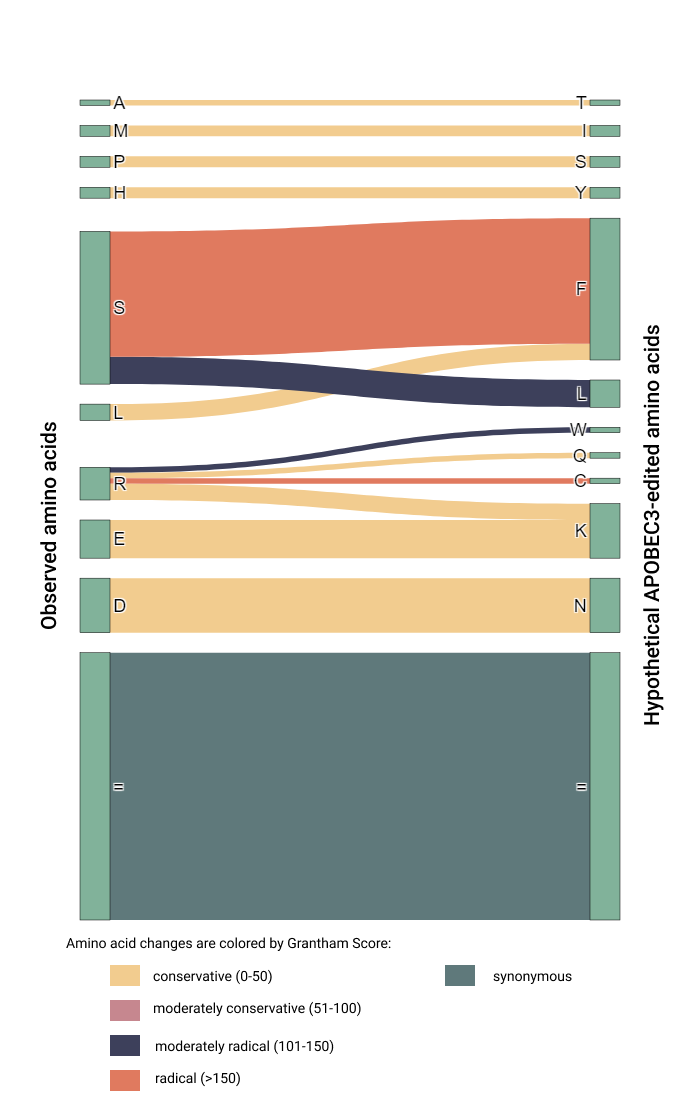 A T
M I
P S
H Y
S F
L L
W
Q
R C
E K
D N
= =
Observed amino acids
Hypothetical APOBEC3-edited amino acids
Amino acid changes are colored by Grantham Score:
conservative (0-50) synonymous
moderately conservative (51-100)
moderately radical (101-150)
radical (>150)